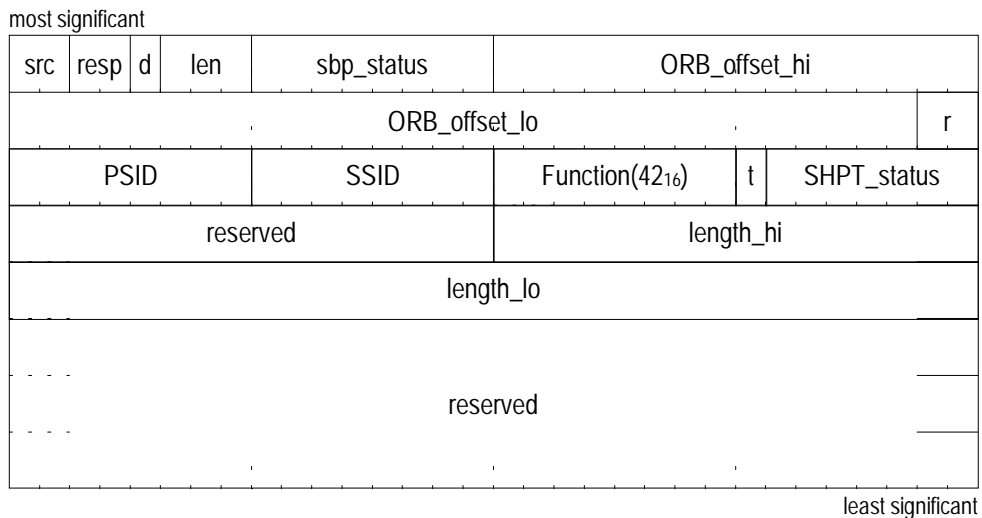 most significant
src resp d len sbp_status ORB_offset_hi
ORB_offset_lo r
PSID SSID Function(42₁₆) t SHPT_status
reserved length_hi
length_lo
reserved
least significant